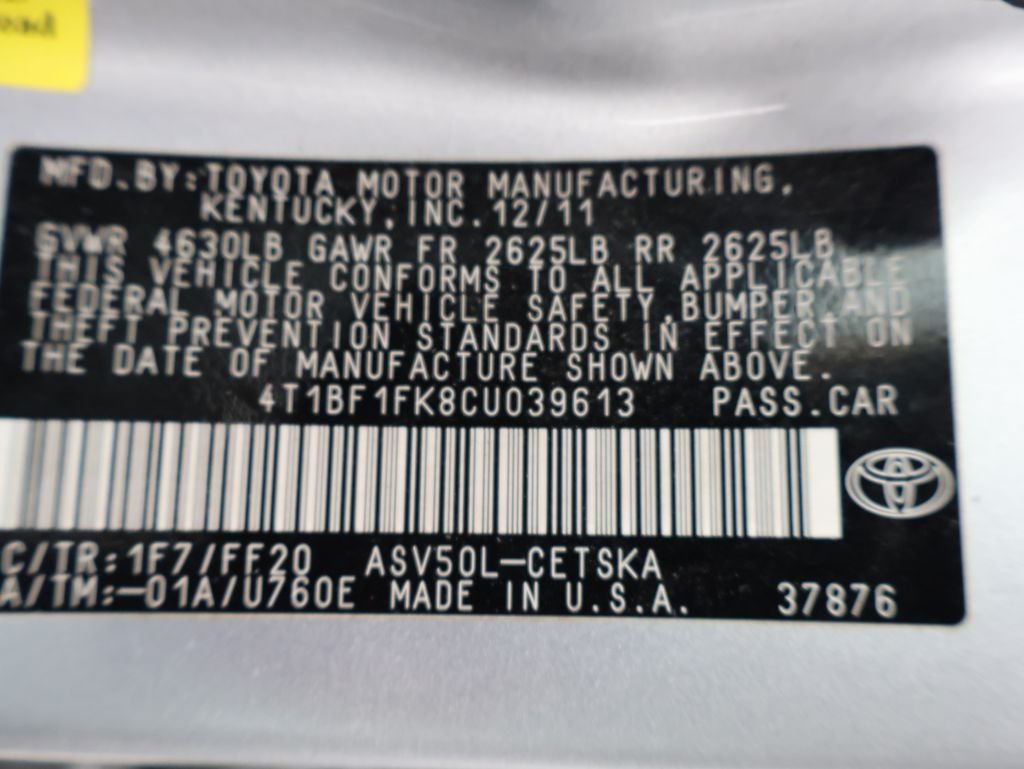 oad
MFD.BY:TOYOTA MOTOR MANUFACTURING,
KENTUCKY,INC.12/11
GVWR 4630LB GAWR FR 2625LB RR 2625LB
THIS VEHICLE CONFORMS TO ALL APPLICABLE
FEDERAL MOTOR VEHICLE SAFETY,BUMPER,AND
THEFT PREVENTION STANDARDS IN EFFECT ON
THE DATE OF MANUFACTURE SHOWN ABOVE.
4T1BF1FK8CU039613 PASS.CAR
C/TR:1F7/FF20 ASV50L-CETSKA
A/TM:-01A/U760E MADE IN U.S.A. 37876